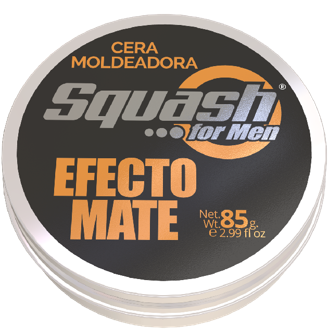 CERA
MOLDEADORA
Squash®
for Men
EFECTO
MATE
Net.
Wt. 85 g.
℮ 2.99 fl oz